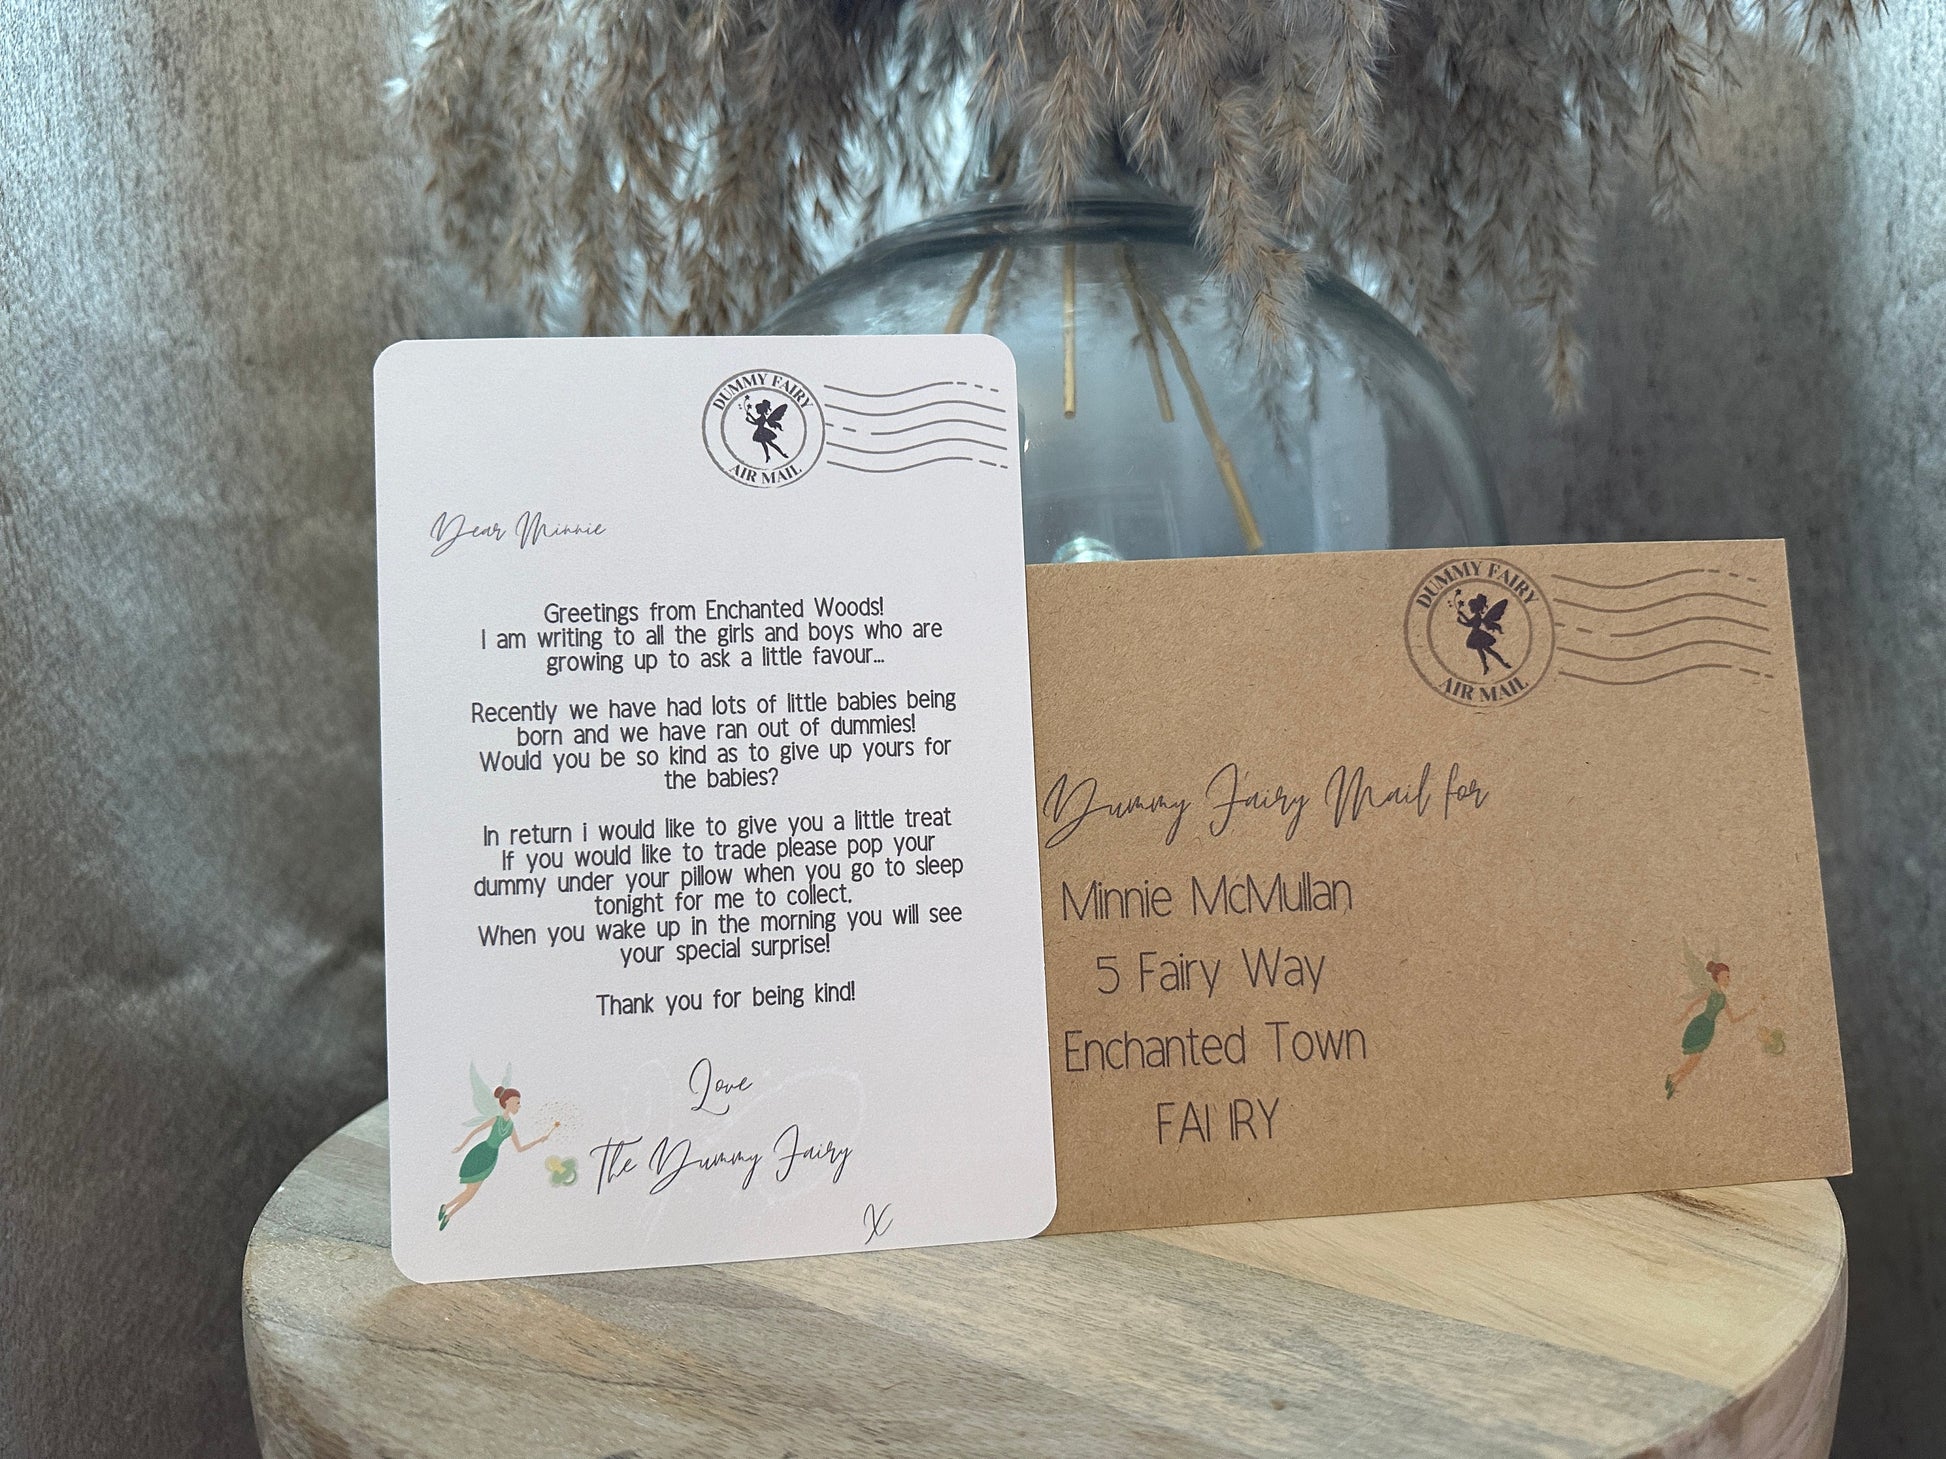 DUMMY FAIRY
AIR MAIL
Dear Minnie
Greetings from Enchanted Woods!
I am writing to all the girls and boys who are
growing up to ask a little favour...
Recently we have had lots of little babies being
born and we have ran out of dummies!
Would you be so kind as to give up yours for
the babies?
In return i would like to give you a little treat
If you would like to trade please pop your
dummy under your pillow when you go to sleep
tonight for me to collect.
When you wake up in the morning you will see
your special surprise!
Thank you for being kind!
Love
The Dummy Fairy
X
DUMMY FAIRY
AIR MAIL
Dummy Fairy Mail for
Minnie McMullan
5 Fairy Way
Enchanted Town
FA1 1RY